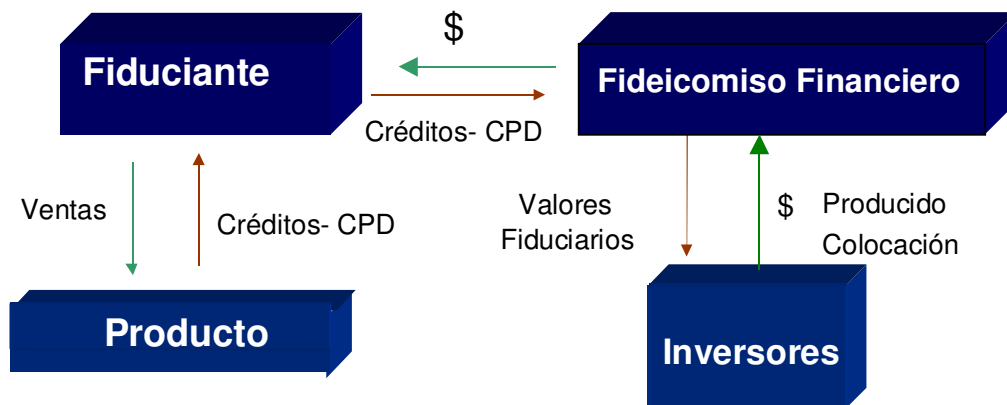 $
Fiduciante
Fideicomiso Financiero
Créditos- CPD
Ventas
Créditos- CPD
Valores
Fiduciarios
$ Producido
Colocación
Producto
Inversores